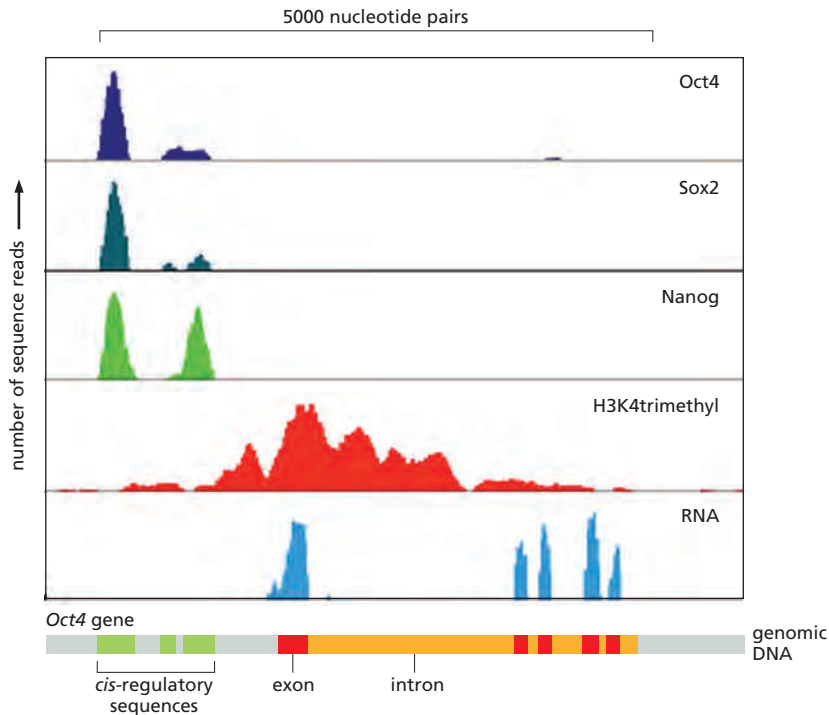 5000 nucleotide pairs
Oct4
Sox2
Nanog
H3K4trimethyl
RNA
number of sequence reads
Oct4 gene
genomic
DNA
cis-regulatory
sequences
exon
intron